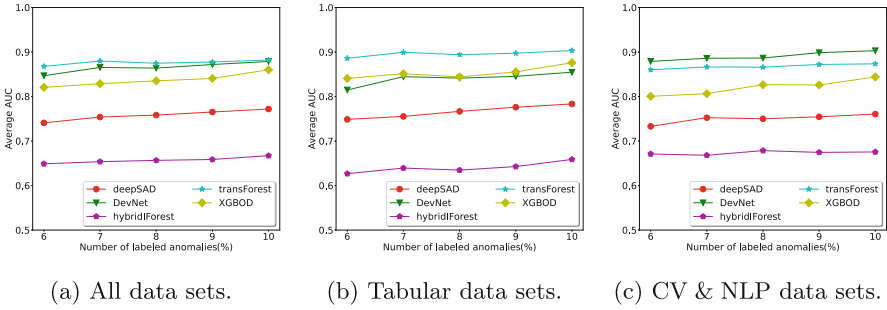 1.0
0.9
0.8
0.7
0.6
0.5
Average AUC
6 7 8 9 10
Number of labeled anomalies(%)
deepSAD
DevNet
hybridIForest
transForest
XGBOD
(a) All data sets.
1.0
0.9
0.8
0.7
0.6
0.5
Average AUC
6 7 8 9 10
Number of labeled anomalies(%)
deepSAD
DevNet
hybridIForest
transForest
XGBOD
(b) Tabular data sets.
1.0
0.9
0.8
0.7
0.6
0.5
Average AUC
6 7 8 9 10
Number of labeled anomalies(%)
deepSAD
DevNet
hybridIForest
transForest
XGBOD
(c) CV & NLP data sets.